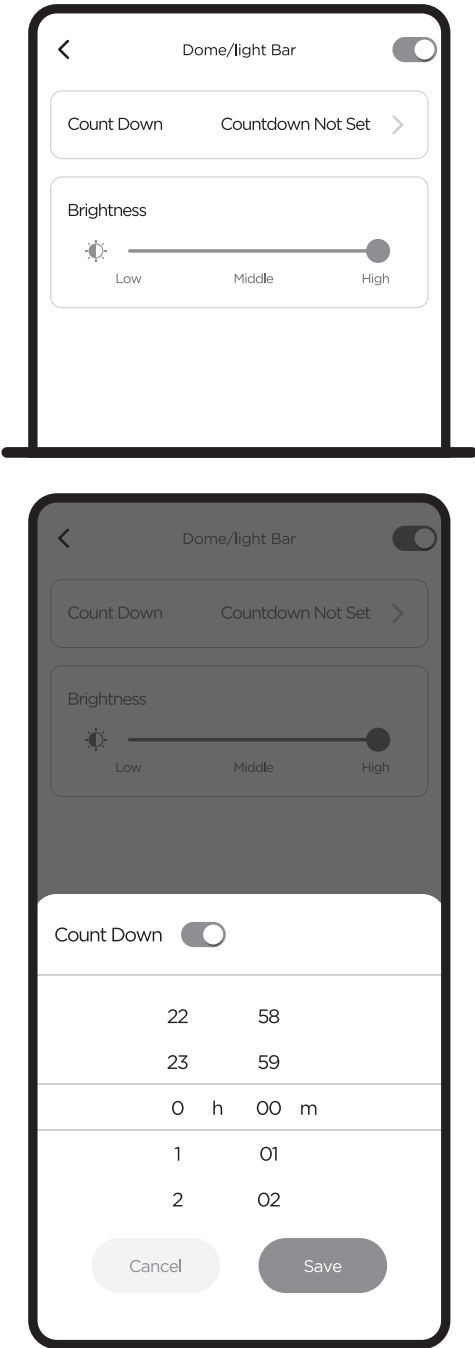 Dome/light Bar
Count Down Countdown Not Set
Brightness
Low Middle High
Dome/light Bar
Count Down Countdown Not Set
Brightness
Low Middle High
Count Down
22 58
23 59
0 h 00 m
1 01
2 02
Cancel Save